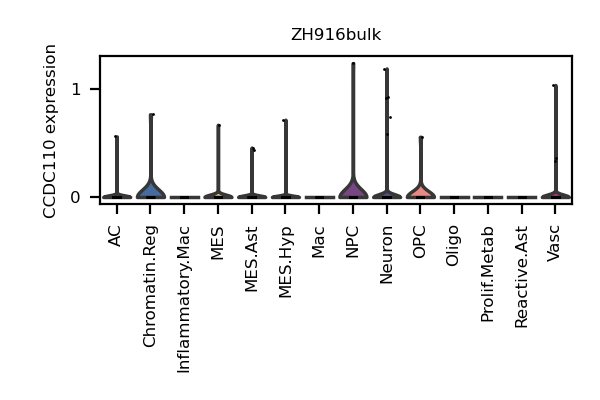 ZH916bulk
CCDC110 expression
1
0
AC
Chromatin.Reg
Inflammatory.Mac
MES
MES.Ast
MES.Hyp
Mac
NPC
Neuron
OPC
Oligo
Prolif.Metab
Reactive.Ast
Vasc